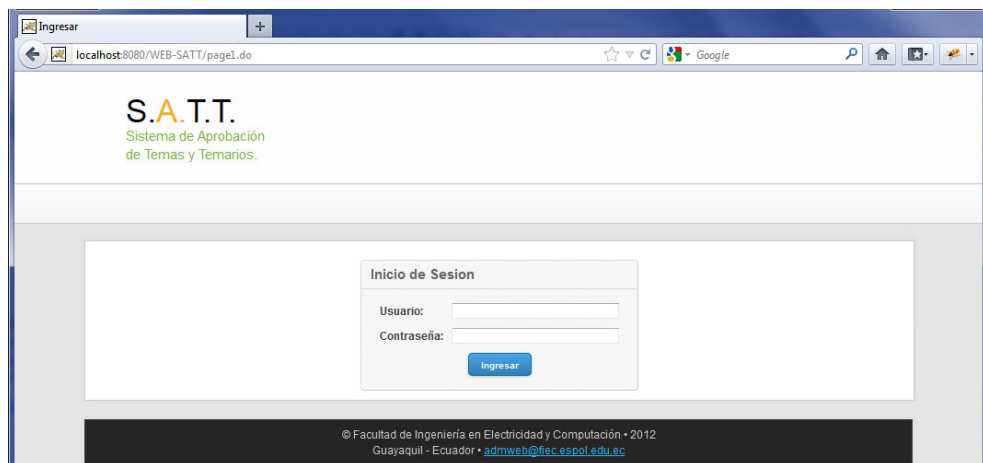 Ingresar
localhost:8080/WEB-SATT/page1.do
Google
S.A.T.T.
Sistema de Aprobación
de Temas y Temarios.
Inicio de Sesion
Usuario:
Contraseña:
Ingresar
© Facultad de Ingeniería en Electricidad y Computación • 2012
Guayaquil - Ecuador • admweb@fiec.espol.edu.ec